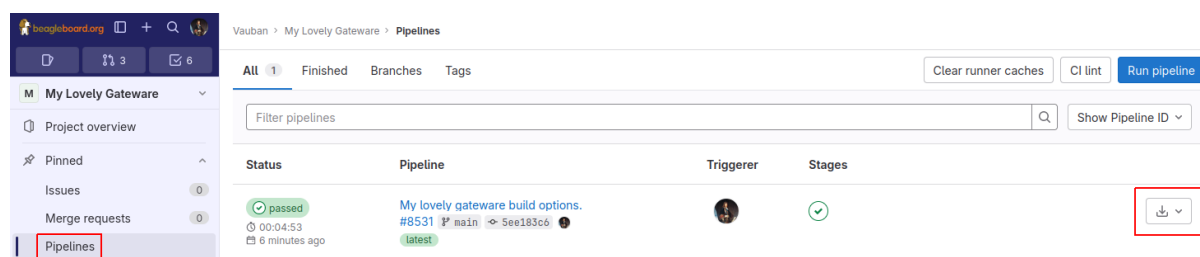 beagleboard.org
3
6
M My Lovely Gateware
Project overview
Pinned
Issues 0
Merge requests 0
Pipelines
Vauban > My Lovely Gateware > Pipelines
All 1 Finished Branches Tags
Clear runner caches CI lint Run pipeline
Filter pipelines
Show Pipeline ID
Status Pipeline Triggerer Stages
passed
00:04:53
6 minutes ago
My lovely gateware build options.
#8531 main 5ee183c6
latest